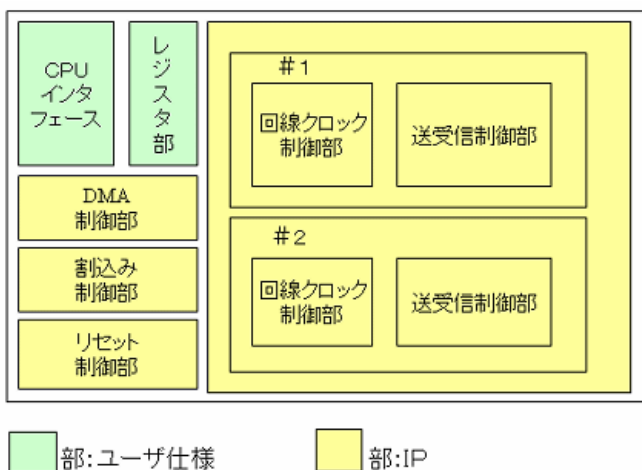 CPU
インタ
フェース
レジスタ部
DMA
制御部
割込み
制御部
リセット
制御部
#1
回線クロック
制御部
送受信制御部
#2
回線クロック
制御部
送受信制御部
部:ユーザ仕様
部:IP